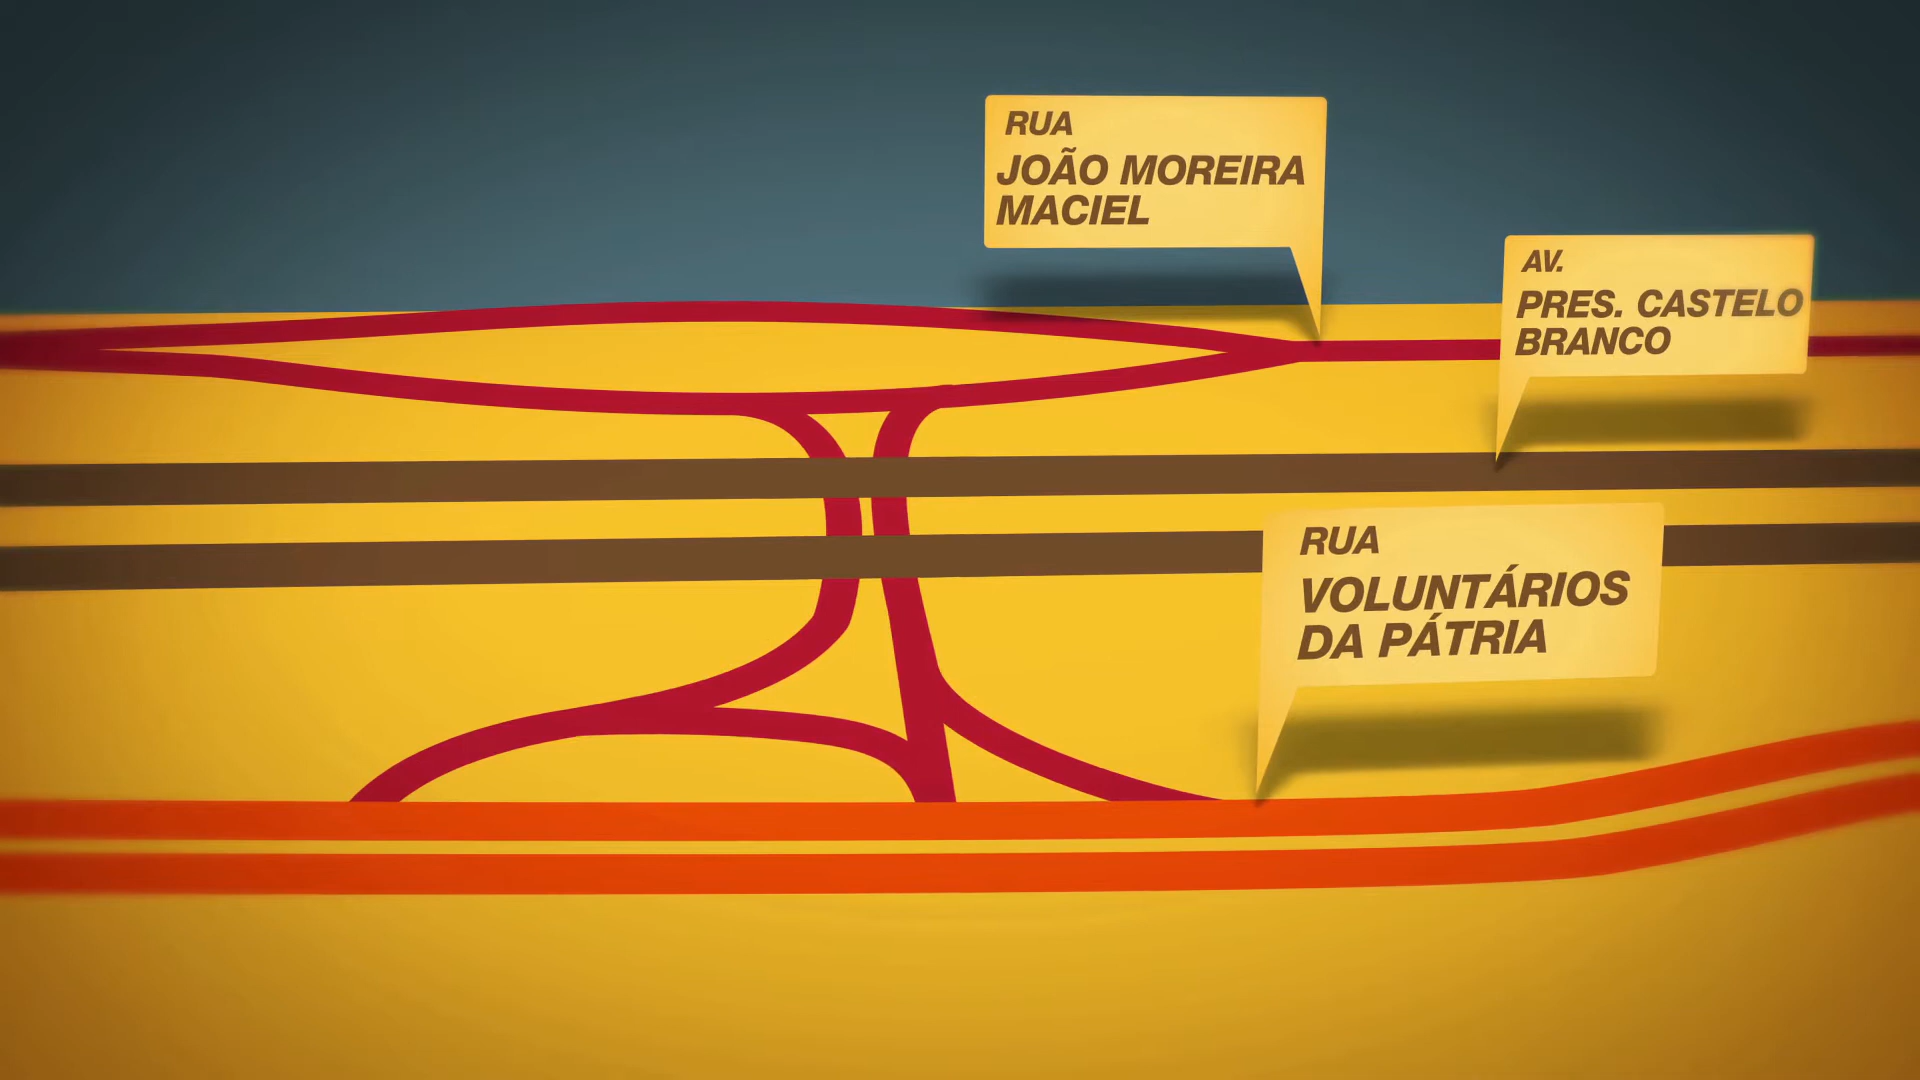 RUA
JOÃO MOREIRA
MACIEL
AV.
PRES. CASTELO
BRANCO
RUA
VOLUNTÁRIOS
DA PÁTRIA